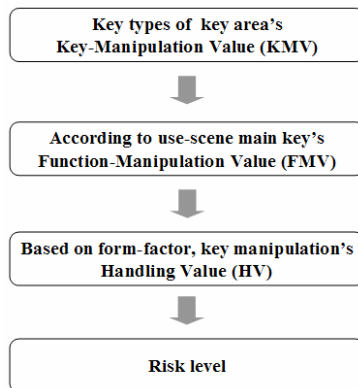 Key types of key area's
Key-Manipulation Value (KMV)
According to use-scene main key's
Function-Manipulation Value (FMV)
Based on form-factor, key manipulation's
Handling Value (HV)
Risk level